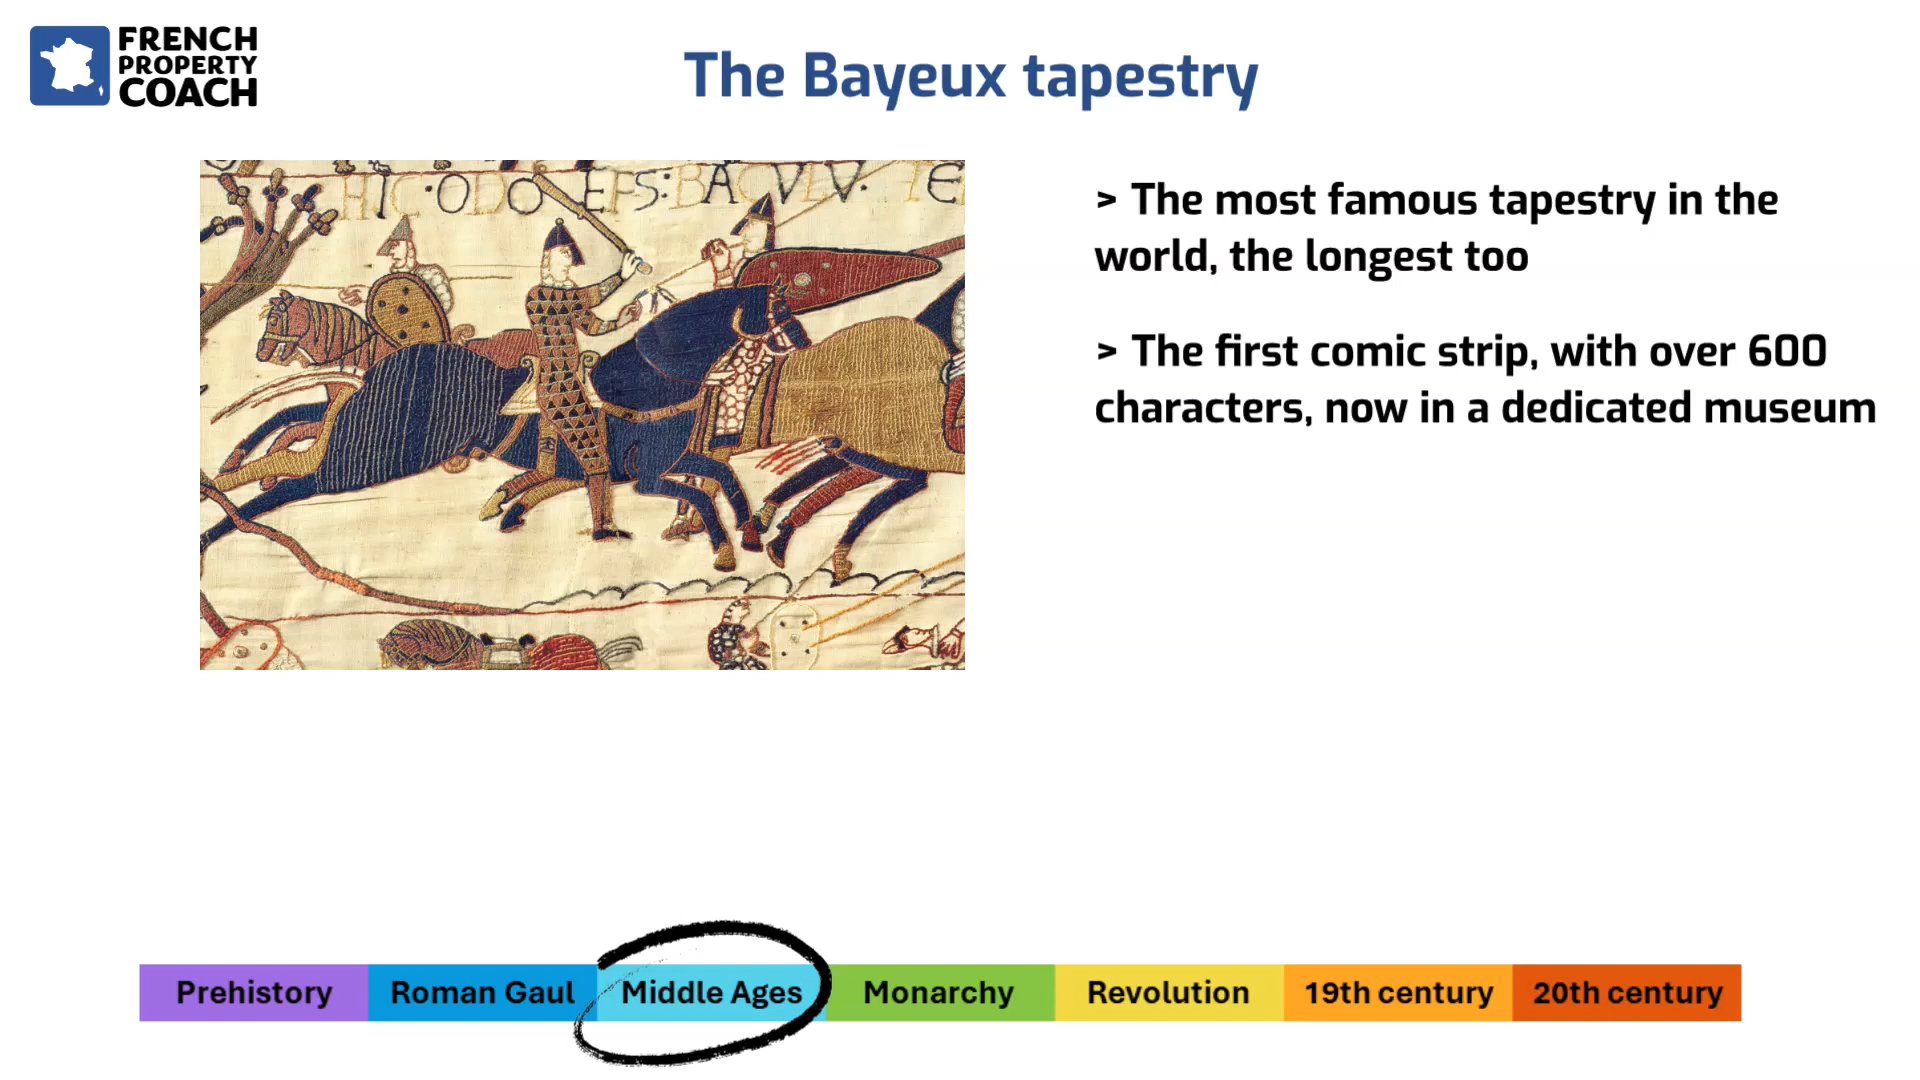 FRENCH
PROPERTY
COACH
The Bayeux tapestry
HIC·ODO EPS:BACVLV·TE
> The most famous tapestry in the
world, the longest too
> The first comic strip, with over 600
characters, now in a dedicated museum
Prehistory
Roman Gaul
Middle Ages
Monarchy
Revolution
19th century
20th century